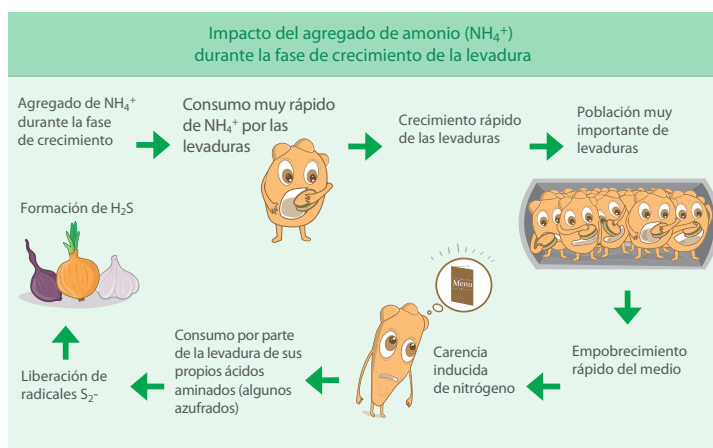 Impacto del agregado de amonio (NH₄⁺)
durante la fase de crecimiento de la levadura
Agregado de NH₄⁺
durante la fase
de crecimiento
Consumo muy rápido
de NH₄⁺ por las
levaduras
Crecimiento rápido
de las levaduras
Población muy
importante de
levaduras
Empobrecimiento
rápido del medio
Menu
Carencia
inducida
de nitrógeno
Consumo por parte
de la levadura de sus
propios ácidos
aminados (algunos
azufrados)
Liberación de
radicales S₂-
Formación de H₂S